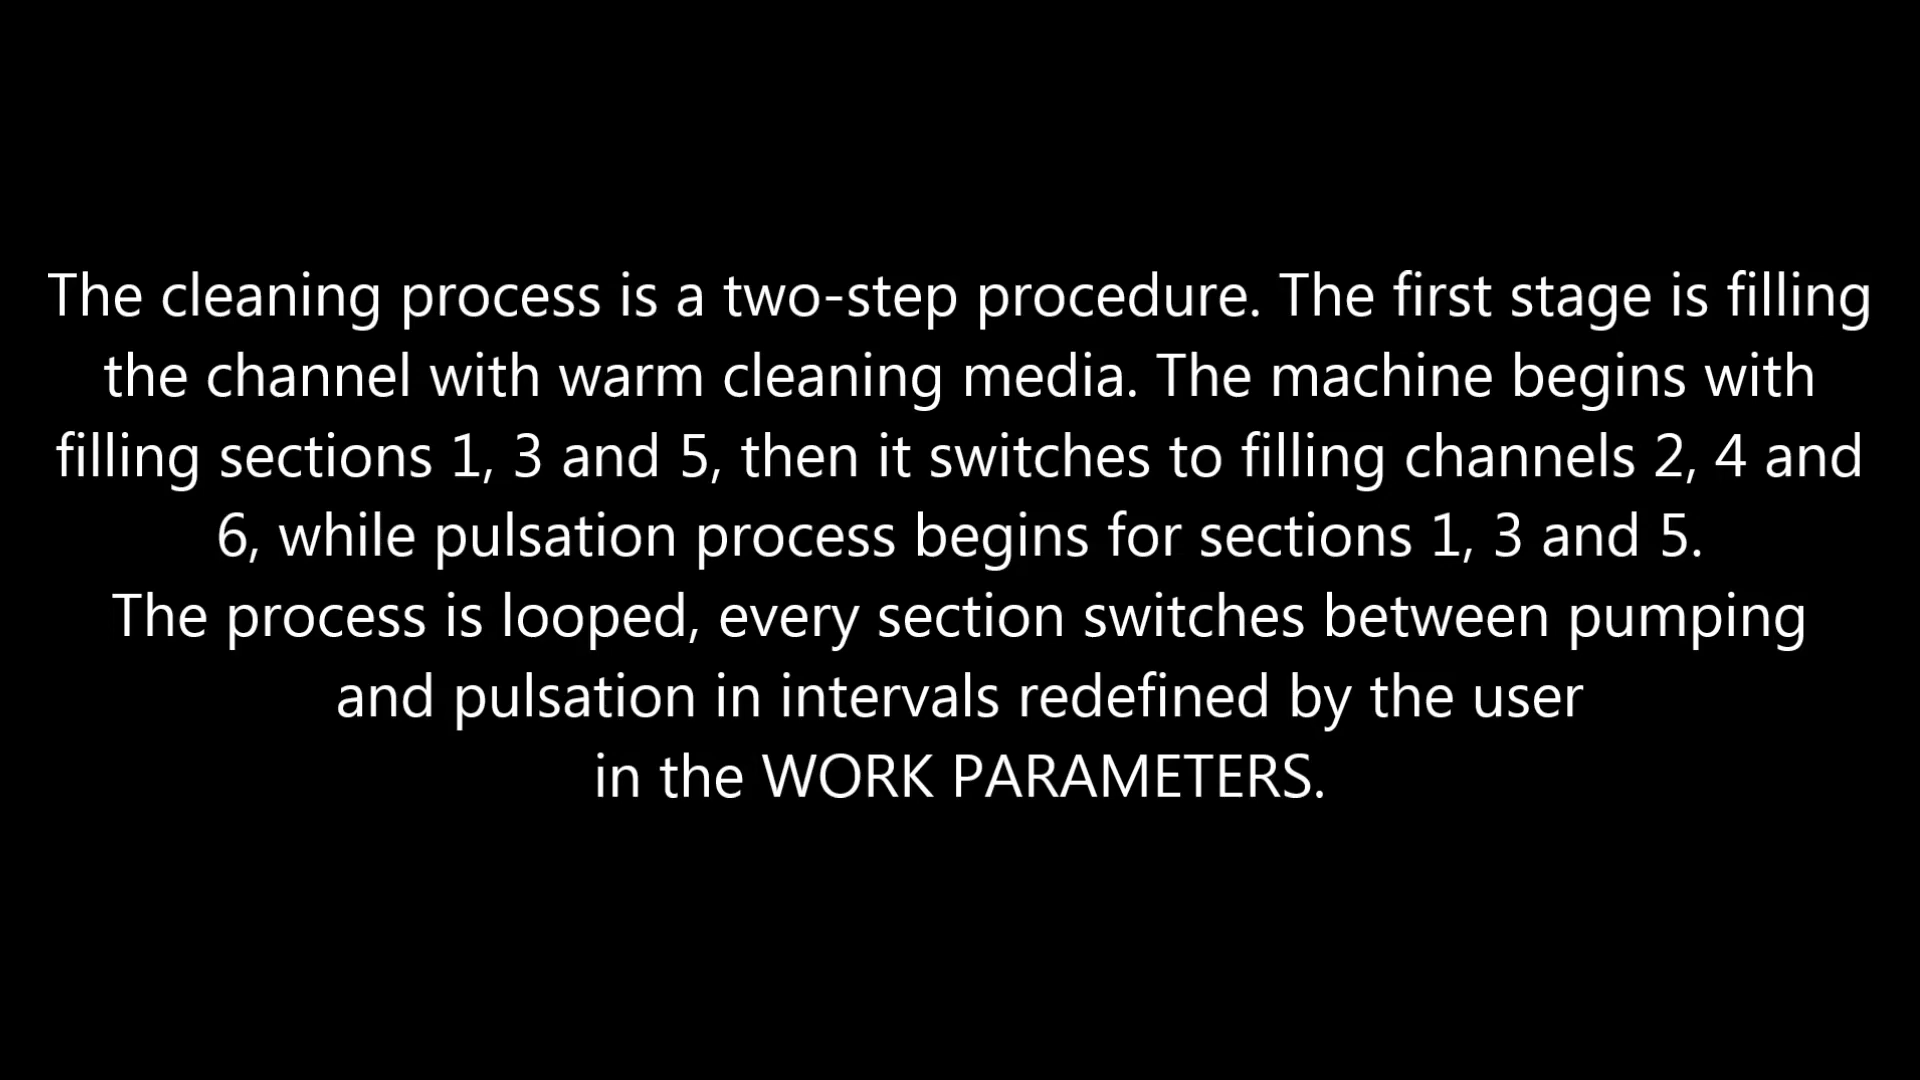 The cleaning process is a two-step procedure. The first stage is filling
the channel with warm cleaning media. The machine begins with
filling sections 1, 3 and 5, then it switches to filling channels 2, 4 and
6, while pulsation process begins for sections 1, 3 and 5.
The process is looped, every section switches between pumping
and pulsation in intervals redefined by the user
in the WORK PARAMETERS.